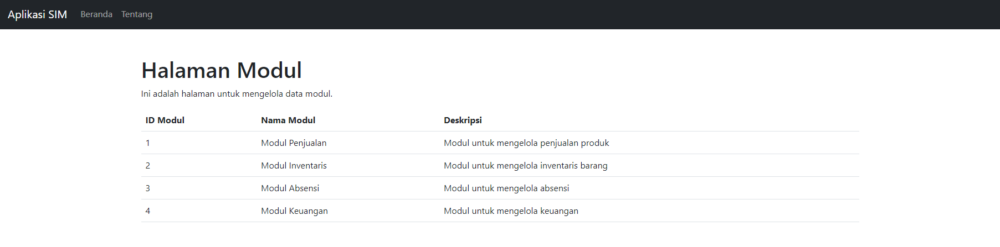 Aplikasi SIM Beranda Tentang
Halaman Modul
Ini adalah halaman untuk mengelola data modul.
ID Modul Nama Modul Deskripsi
1 Modul Penjualan Modul untuk mengelola penjualan produk
2 Modul Inventaris Modul untuk mengelola inventaris barang
3 Modul Absensi Modul untuk mengelola absensi
4 Modul Keuangan Modul untuk mengelola keuangan